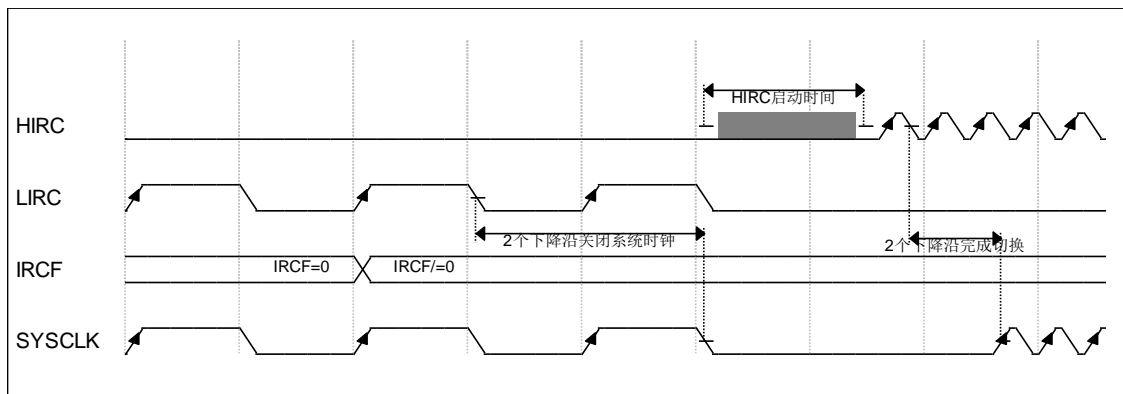 HIRC启动时间
HIRC
LIRC
2个下降沿关闭系统时钟
2个下降沿完成切换
IRCF
IRCF=0
IRCF/=0
SYSCLK